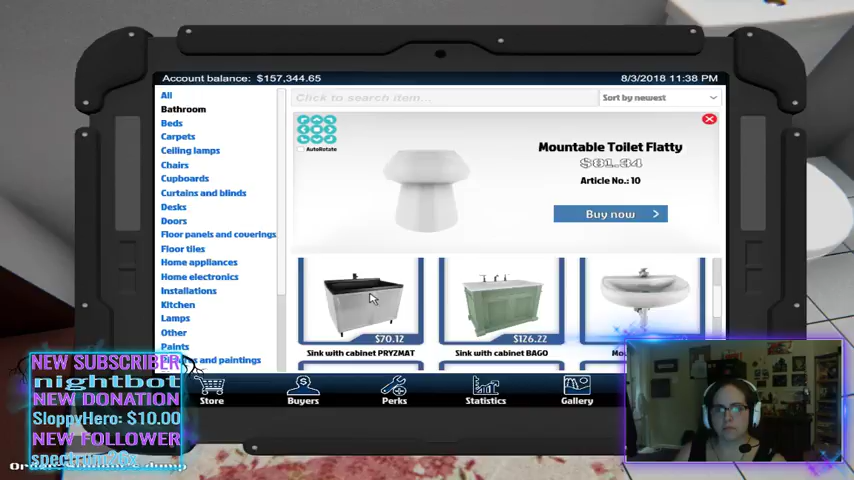 Account balance: $157,344.65
8/3/2018 11:38 PM
All
Bathroom
Beds
Carpets
Ceiling lamps
Chairs
Cupboards
Curtains and blinds
Desks
Doors
Floor panels and coverings
Floor tiles
Home appliances
Home electronics
Installations
Kitchen
Lamps
Other
Paints
Click to search item...
Sort by newest
AutoRotate
Mountable Toilet Flatty
$81.34
Article No.: 10
Buy now
$70.12
Sink with cabinet PRYZMAT
$126.22
Sink with cabinet BAGO
Store
Buyers
Perks
Statistics
Gallery
NEW SUBSCRIBER
nightbot
NEW DONATION
SloppyHero: $10.00
NEW FOLLOWER